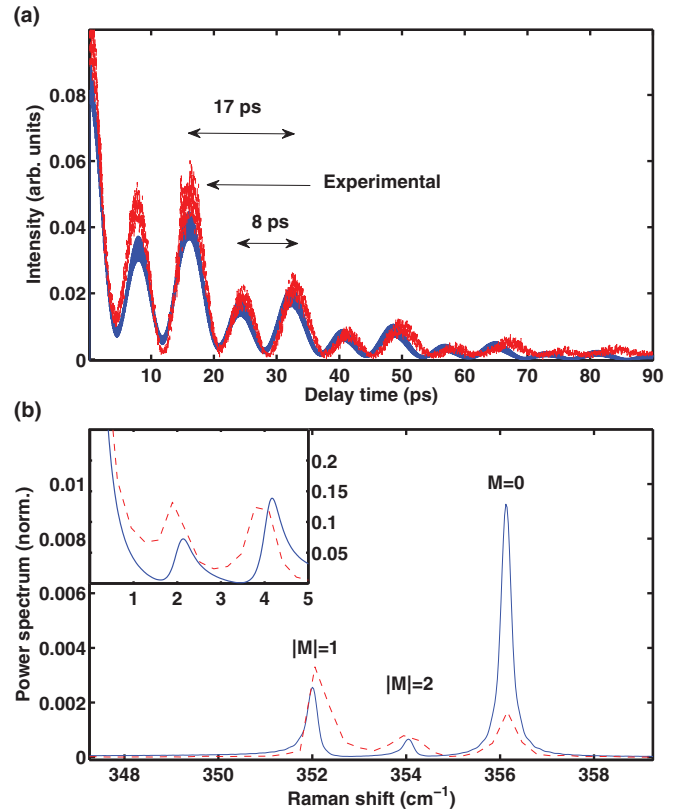 (a)
0.08
0.06
0.04
0.02
0
17 ps
Experimental
8 ps
Intensity (arb. units)
10 20 30 40 50 60 70 80 90
Delay time (ps)
(b)
0.01
0.008
0.006
0.004
0.002
0
Power spectrum (norm.)
0.2
0.15
0.1
0.05
1 2 3 4 5
M=0
|M|=1
|M|=2
348 350 352 354 356 358
Raman shift (cm⁻¹)